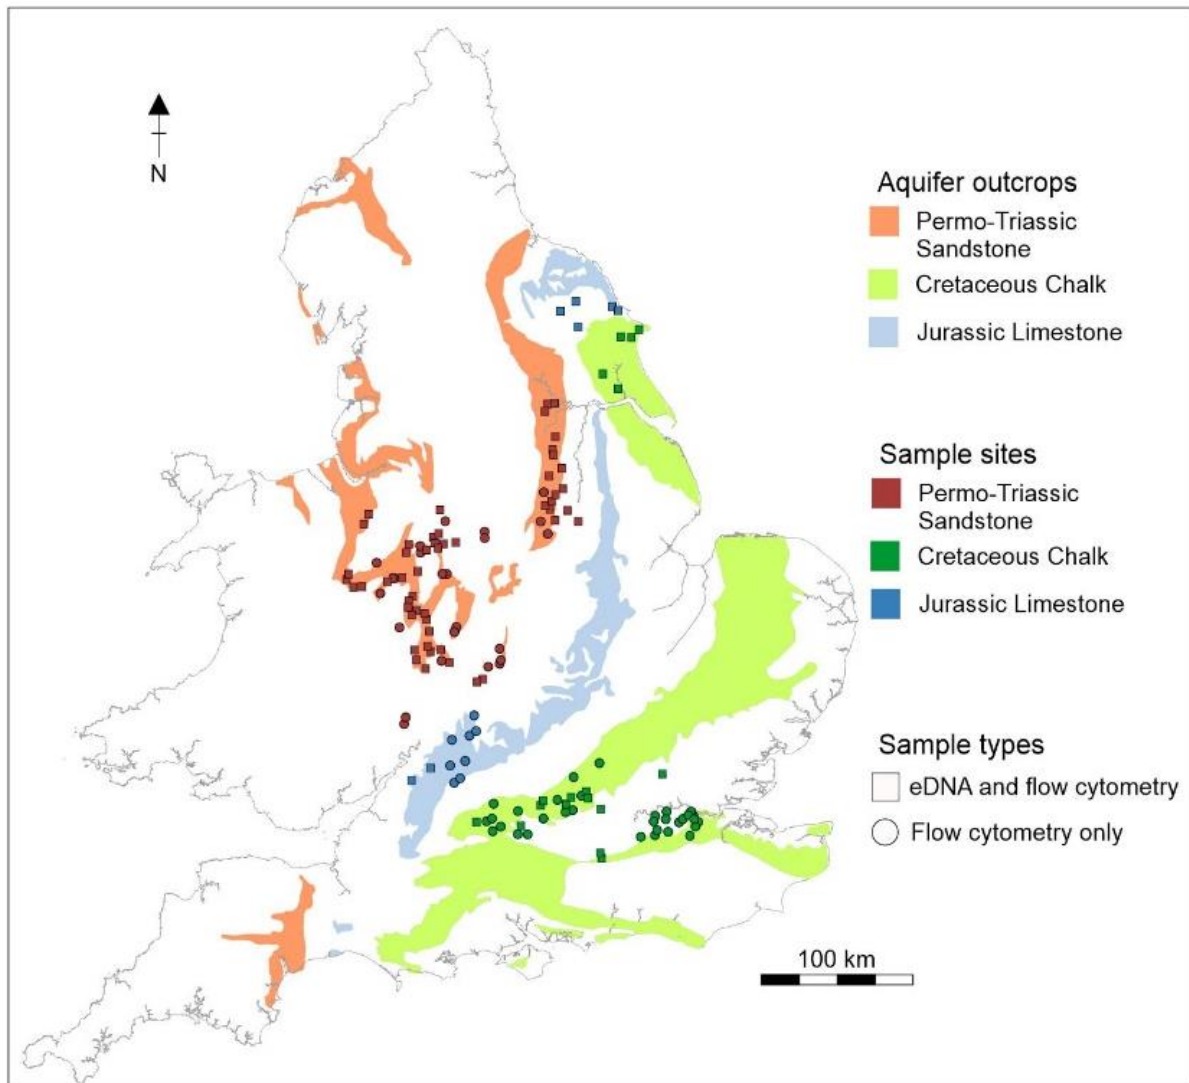 N
Aquifer outcrops
Permo-Triassic
Sandstone
Cretaceous Chalk
Jurassic Limestone
Sample sites
Permo-Triassic
Sandstone
Cretaceous Chalk
Jurassic Limestone
Sample types
eDNA and flow cytometry
Flow cytometry only
100 km